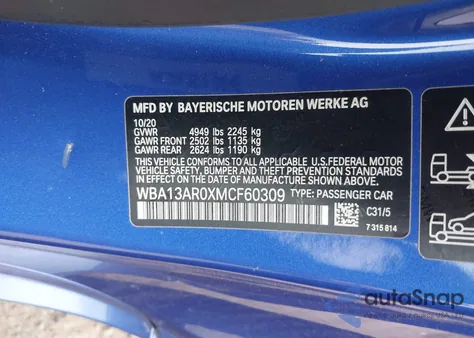 MFD BY BAYERISCHE MOTOREN WERKE AG
10/20
GVWR 4949 lbs 2245 kg
GAWR FRONT 2502 lbs 1135 kg
GAWR REAR 2624 lbs 1190 kg
THIS VEHICLE CONFORMS TO ALL APPLICABLE U.S.FEDERAL MOTOR
VEHICLE SAFETY, BUMPER AND THEFT PREVENTION STANDARDS
IN EFFECT ON THE DATE OF MANUFACTURE SHOWN ABOVE.
WBA13AR0XMCF60309 TYPE: PASSENGER CAR
C31/5
7 315 814
autoSnap